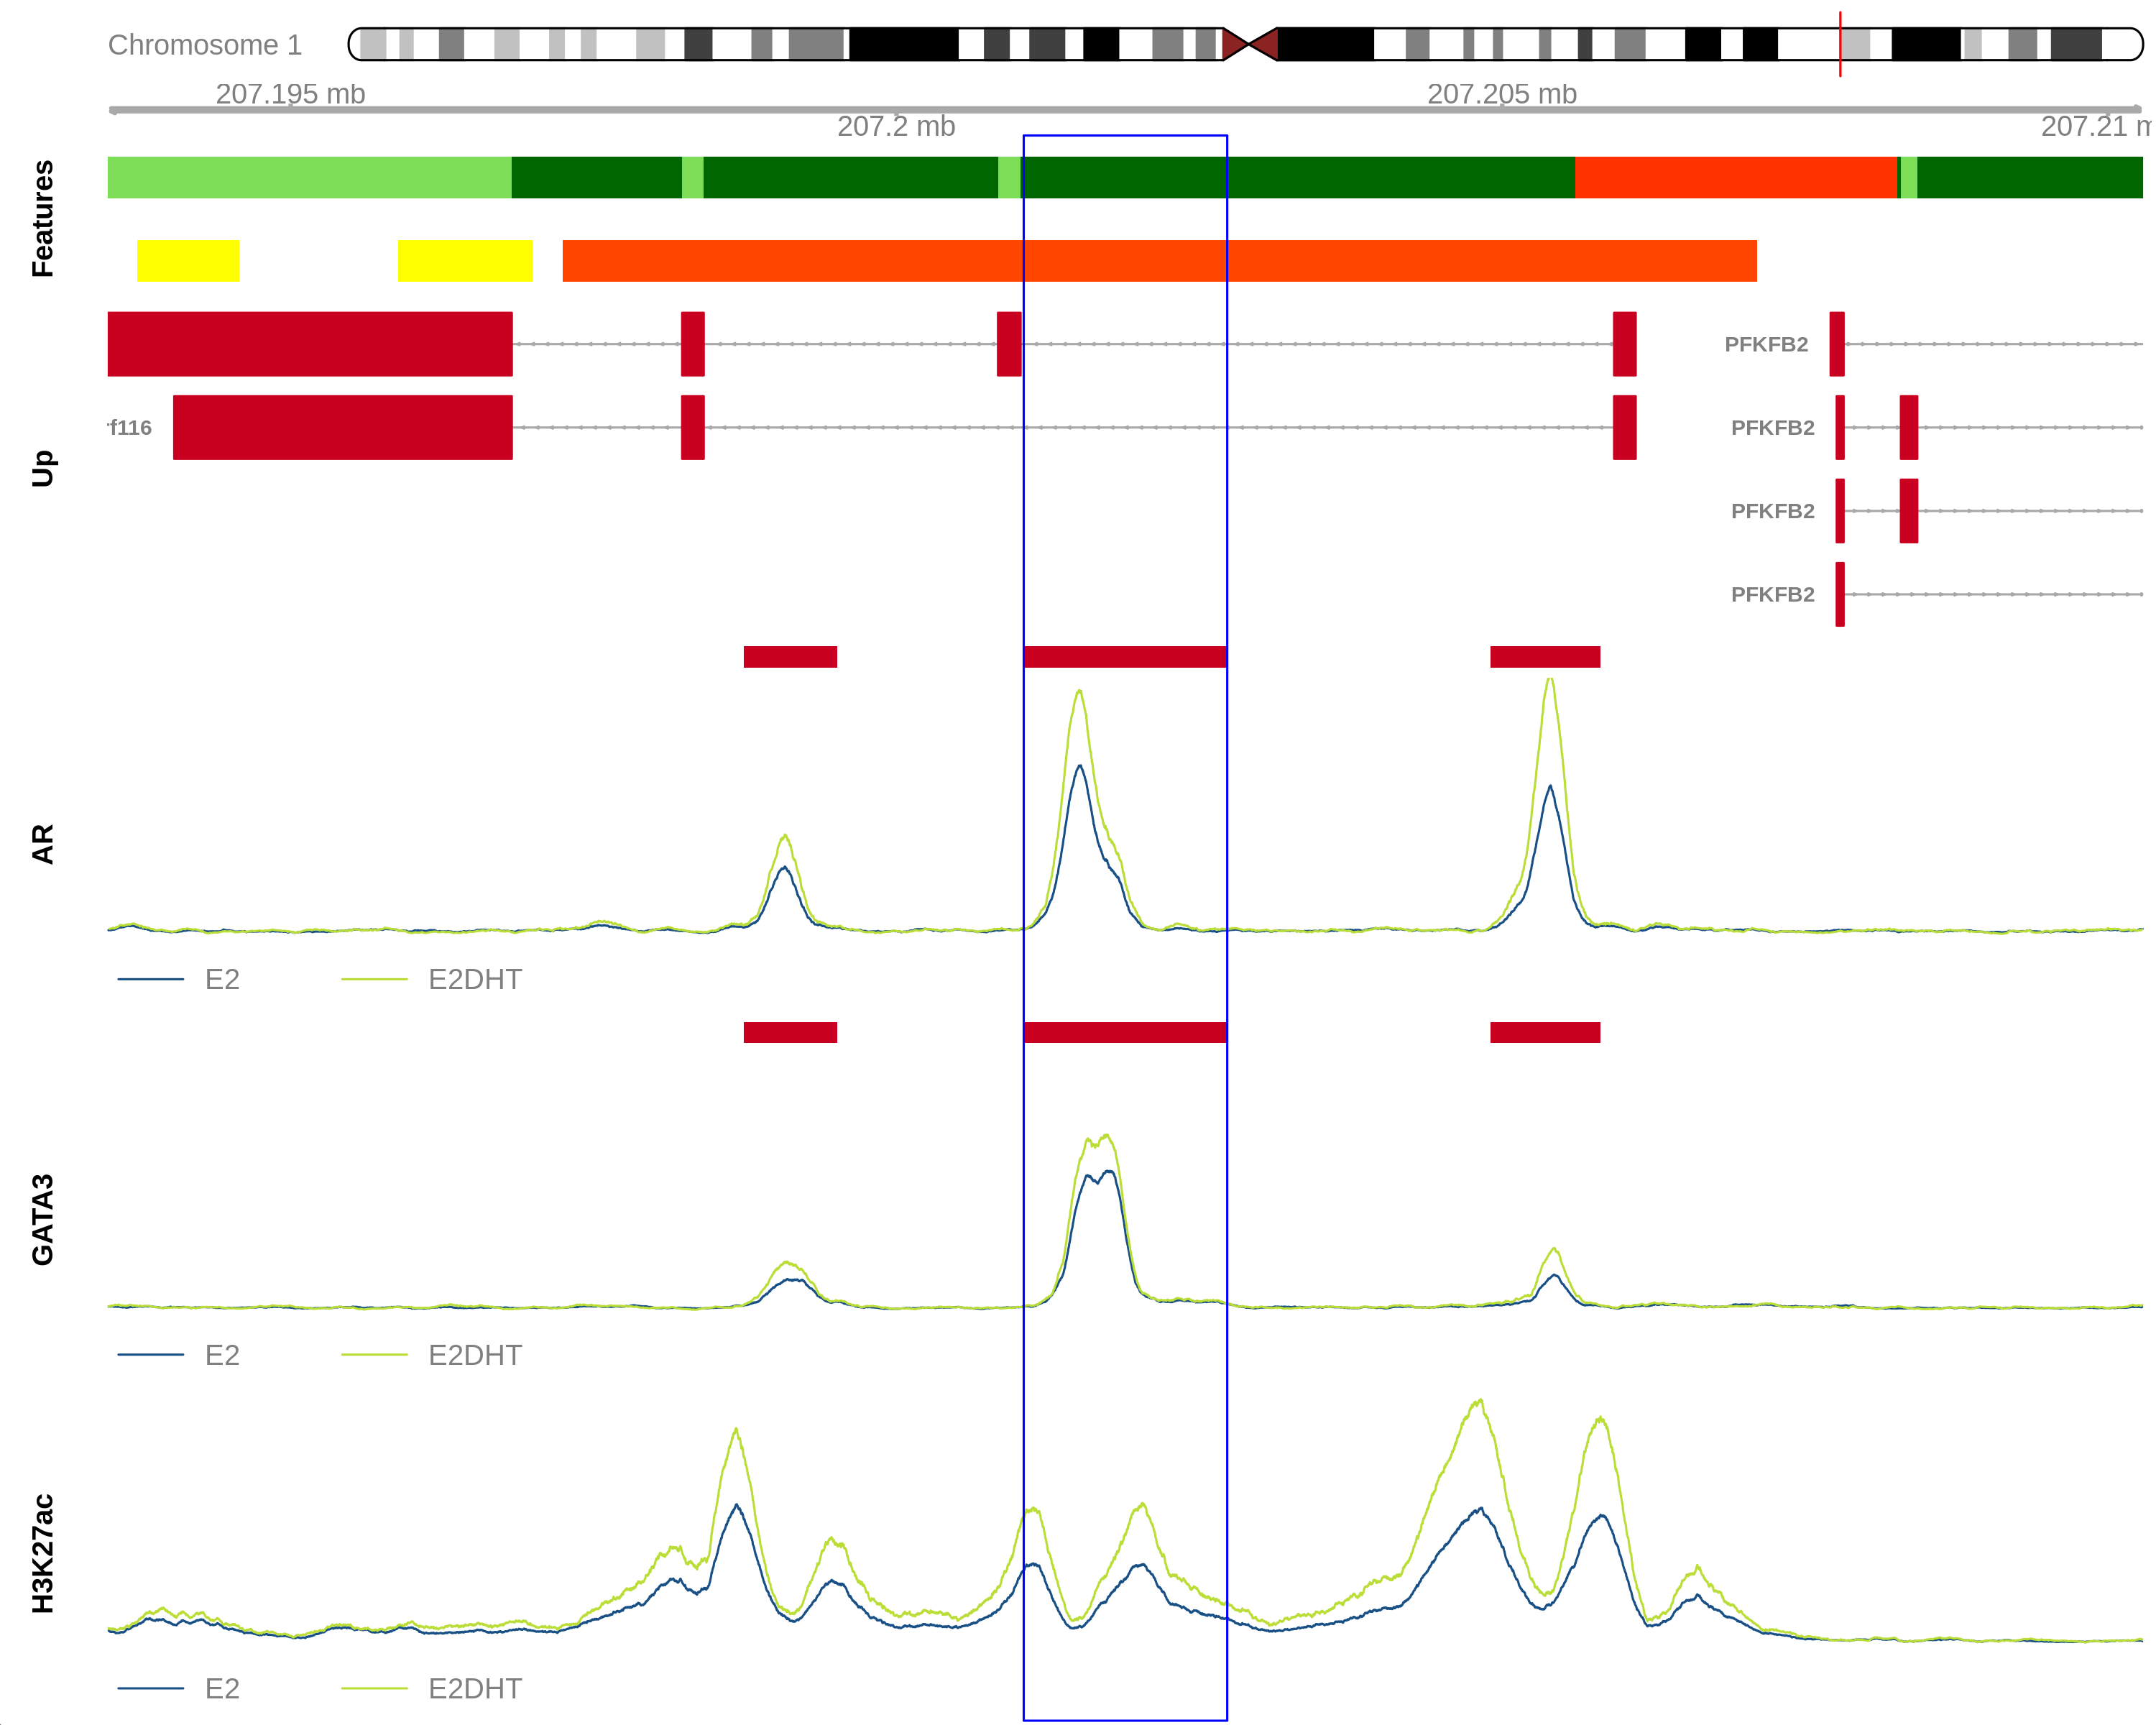 Chromosome 1
207.195 mb
207.205 mb
207.2 mb
207.21 m
Features
PFKFB2
f116
PFKFB2
Up
PFKFB2
PFKFB2
AR
E2 E2DHT
GATA3
E2 E2DHT
H3K27ac
E2 E2DHT